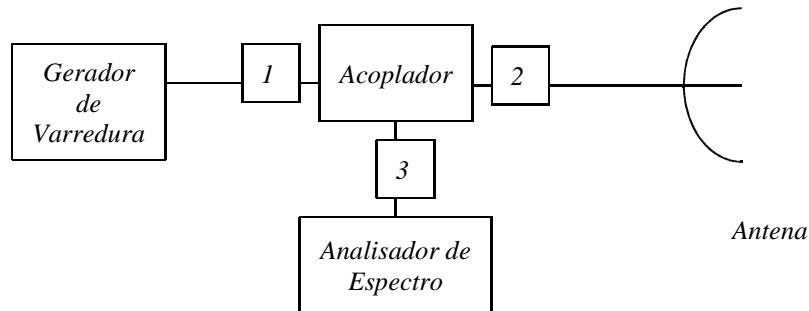 Gerador
de
Varredura
1
Acoplador
2
3
Analisador de
Espectro
Antena